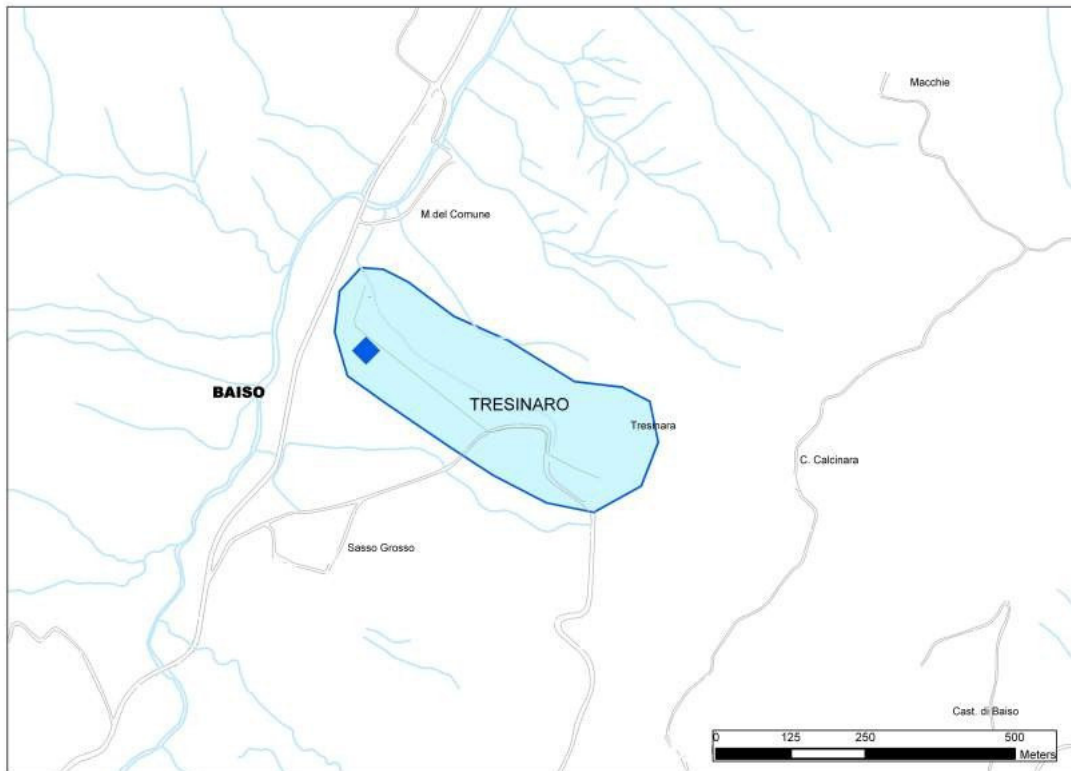 Macchie
M.del Comune
BAISO
TRESINARO
Tresinara
C. Calcinara
Sasso Grosso
Cast. di Baiso
0 125 250 500
Meters